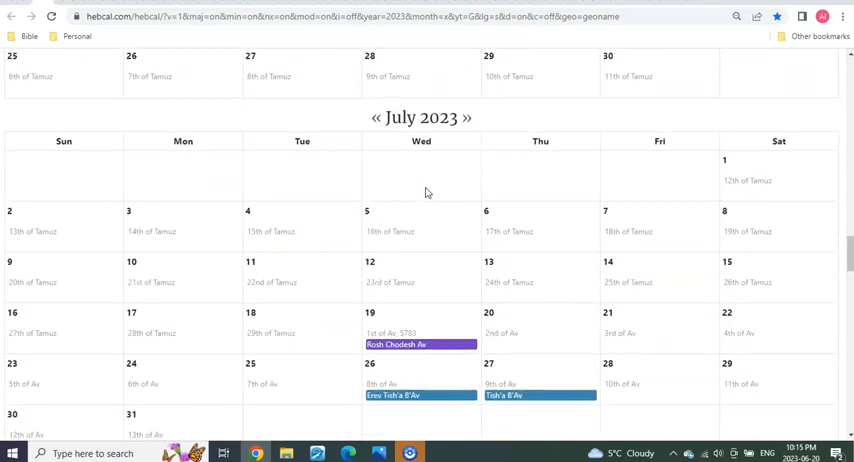 hebcal.com/hebcal/?v=1&maj=on&min=on&nx=on&mod=on&i=off&year=2023&month=x&yt=G&lg=s&d=on&c=off&geo=geoname
AI
Bible Personal Other bookmarks
25 26 27 28 29 30
6th of Tamuz 7th of Tamuz 8th of Tamuz 9th of Tamuz 10th of Tamuz 11th of Tamuz
« July 2023 »
Sun Mon Tue Wed Thu Fri Sat
1
12th of Tamuz
2 3 4 5 6 7 8
13th of Tamuz 14th of Tamuz 15th of Tamuz 16th of Tamuz 17th of Tamuz 18th of Tamuz 19th of Tamuz
9 10 11 12 13 14 15
20th of Tamuz 21st of Tamuz 22nd of Tamuz 23rd of Tamuz 24th of Tamuz 25th of Tamuz 26th of Tamuz
16 17 18 19 20 21 22
27th of Tamuz 28th of Tamuz 29th of Tamuz 1st of Av, 5783 2nd of Av 3rd of Av 4th of Av
Rosh Chodesh Av
23 24 25 26 27 28 29
5th of Av 6th of Av 7th of Av 8th of Av 9th of Av 10th of Av 11th of Av
Erev Tish'a B'Av Tish'a B'Av
30 31
12th of Av 13th of Av
Type here to search 5°C Cloudy ENG 10:15 PM
2023-06-20
2